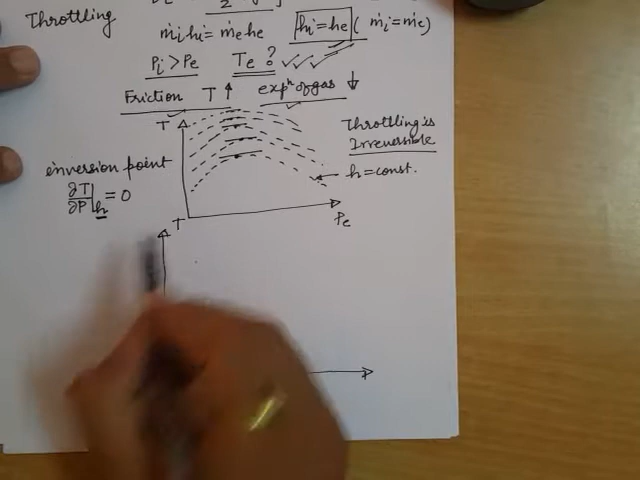 Throttling
ṁihi = ṁehe  hi = he ( ṁi = ṁe)
Pi > Pe  Te ?
Friction T ↑ expⁿ of gas ↓
T
Throttling is
Irreversible
inversion point
h = const.
∂T/∂P|h = 0
T
Pe